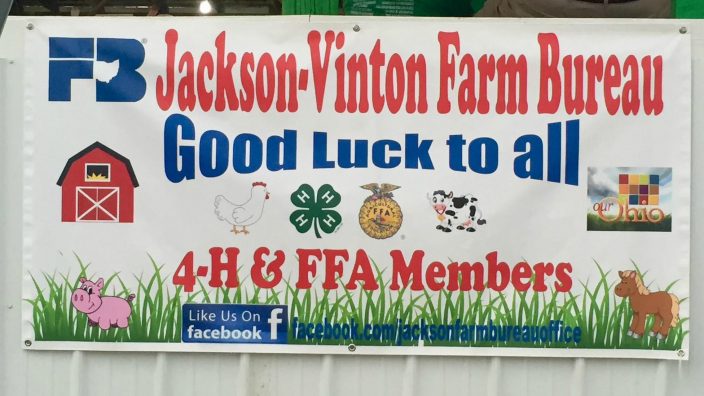 FB Jackson-Vinton Farm Bureau
Good Luck to all
H H H H
FFA
our Ohio
4-H & FFA Members
Like Us On
facebook f
facebook.com/jacksonfarmbureauoffice